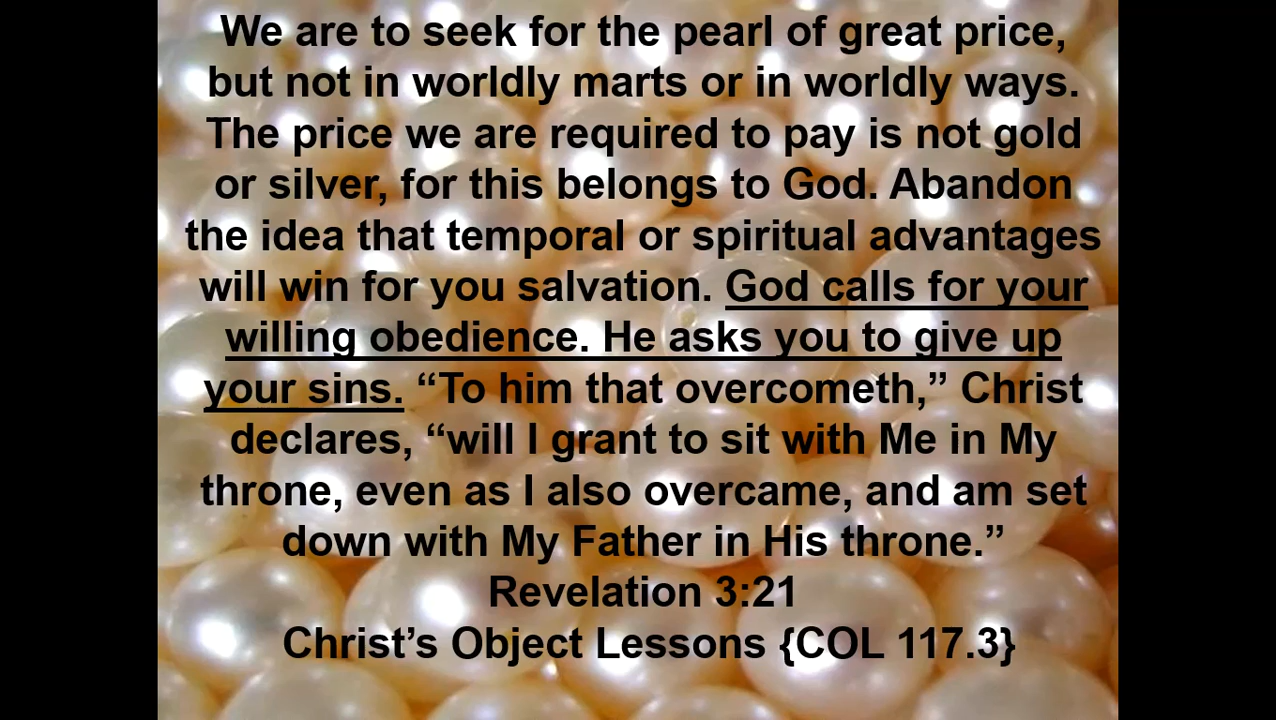 We are to seek for the pearl of great price,
but not in worldly marts or in worldly ways.
The price we are required to pay is not gold
or silver, for this belongs to God. Abandon
the idea that temporal or spiritual advantages
will win for you salvation. God calls for your
willing obedience. He asks you to give up
your sins. “To him that overcometh,” Christ
declares, “will I grant to sit with Me in My
throne, even as I also overcame, and am set
down with My Father in His throne.”
Revelation 3:21
Christ’s Object Lessons {COL 117.3}